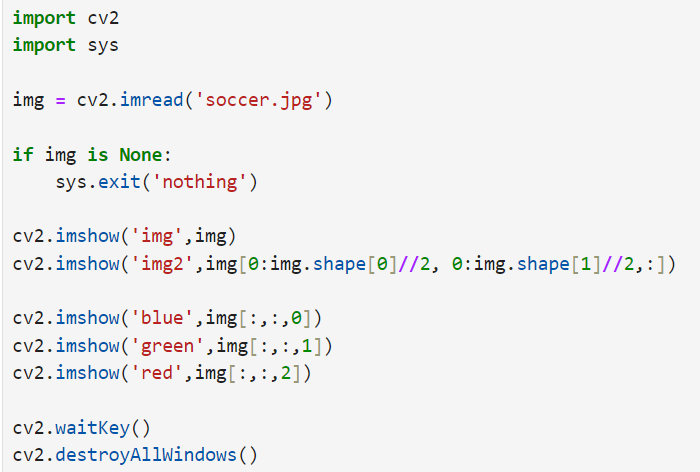 import cv2
import sys
img = cv2.imread('soccer.jpg')
if img is None:
    sys.exit('nothing')
cv2.imshow('img',img)
cv2.imshow('img2',img[0:img.shape[0]//2, 0:img.shape[1]//2,:])
cv2.imshow('blue',img[:,:,0])
cv2.imshow('green',img[:,:,1])
cv2.imshow('red',img[:,:,2])
cv2.waitKey()
cv2.destroyAllWindows()